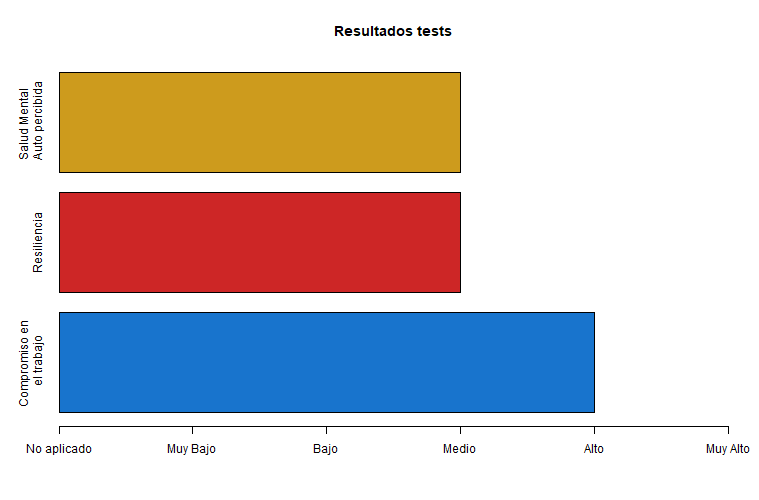 Resultados tests
Salud Mental
Auto percibida
Resiliencia
Compromiso en
el trabajo
No aplicado
Muy Bajo
Bajo
Medio
Alto
Muy Alto